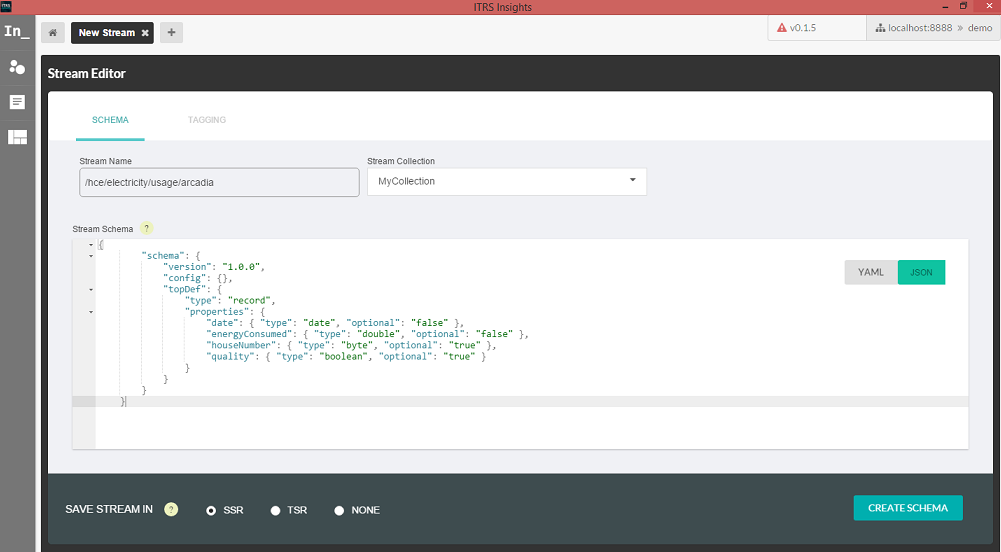 ITRS Insights
In_
New Stream
v0.1.5
localhost:8888 » demo
Stream Editor
SCHEMA
TAGGING
Stream Name
Stream Collection
/hce/electricity/usage/arcadia
MyCollection
Stream Schema ?
{
"schema": {
"version": "1.0.0",
"config": {},
"topDef": {
"type": "record",
"properties": {
"date": { "type": "date", "optional": "false" },
"energyConsumed": { "type": "double", "optional": "false" },
"houseNumber": { "type": "byte", "optional": "true" },
"quality": { "type": "boolean", "optional": "true" }
}
}
}
}
YAML
JSON
SAVE STREAM IN ?
SSR
TSR
NONE
CREATE SCHEMA